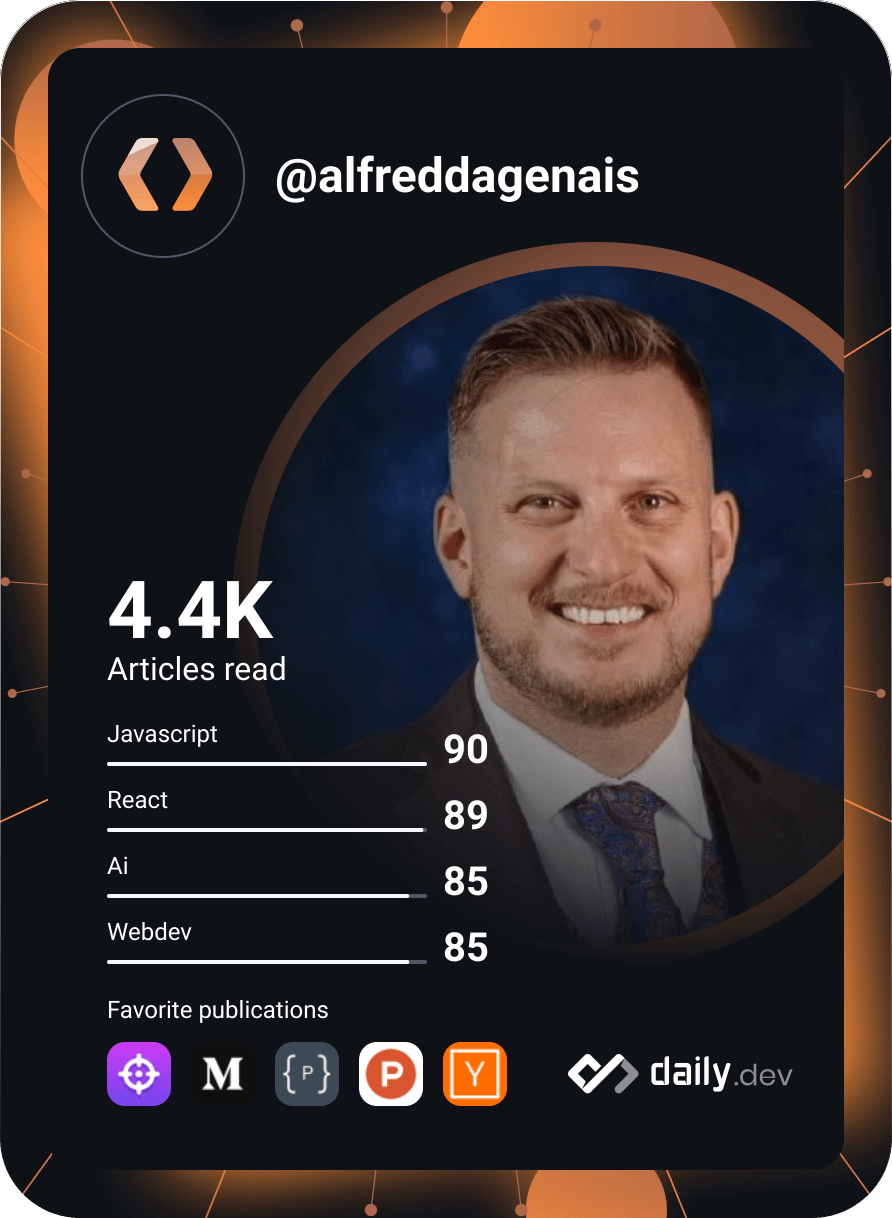 @alfreddagenais
4.4K
Articles read
Javascript
90
React
89
Ai
85
Webdev
85
Favorite publications
M
{P}
P
Y
daily.dev